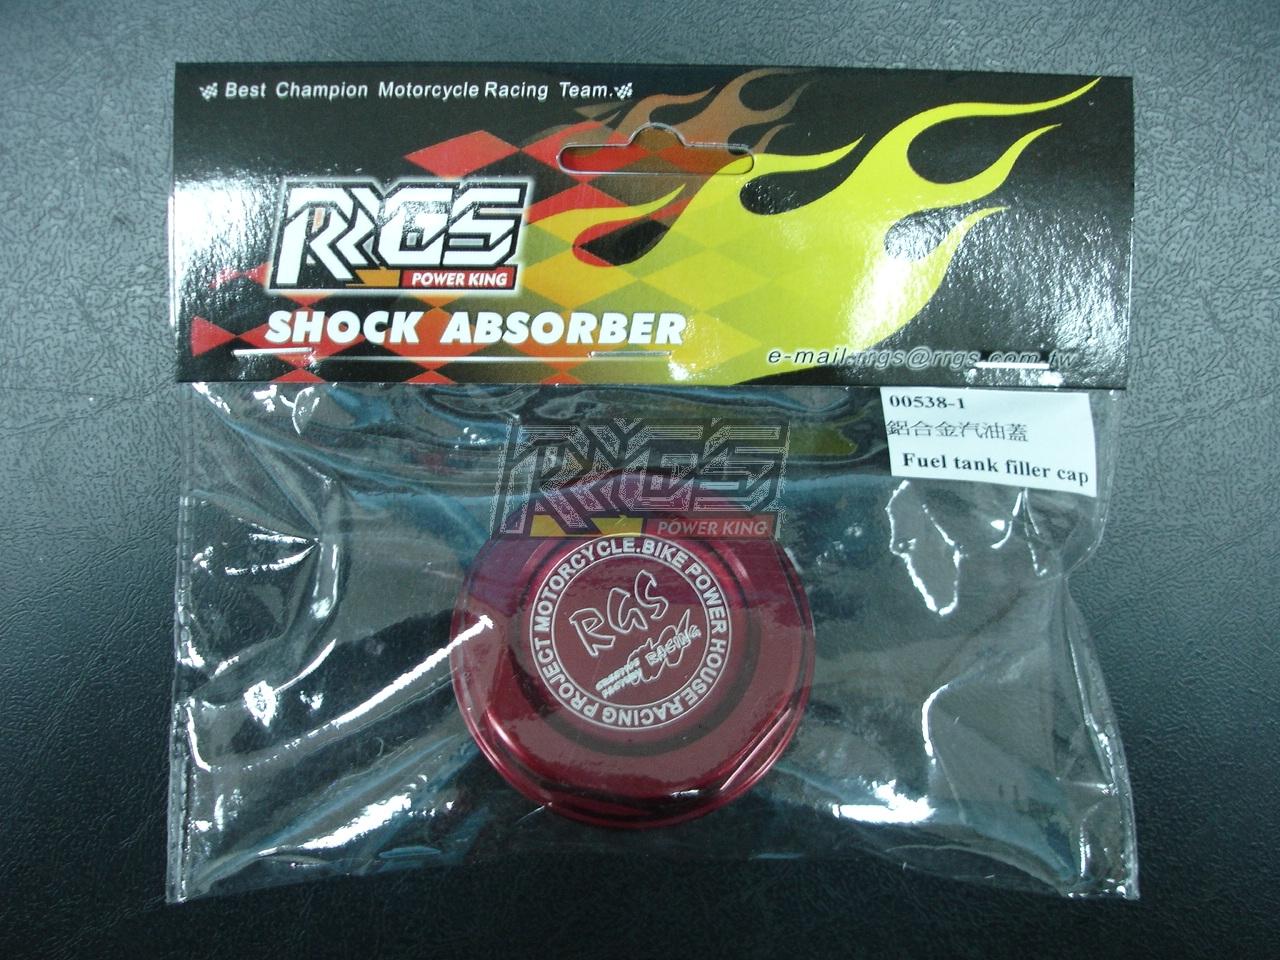 Best Champion Motorcycle Racing Team.
RRGS
POWER KING
SHOCK ABSORBER
e-mail:rrgs@rrgs.com.tw
00538-1
鋁合金汽油蓋
Fuel tank filler cap
RRGS
POWER KING
MOTORCYCLE.BIKE POWER HOUSE.RACING PROJECT
RGS
RACING